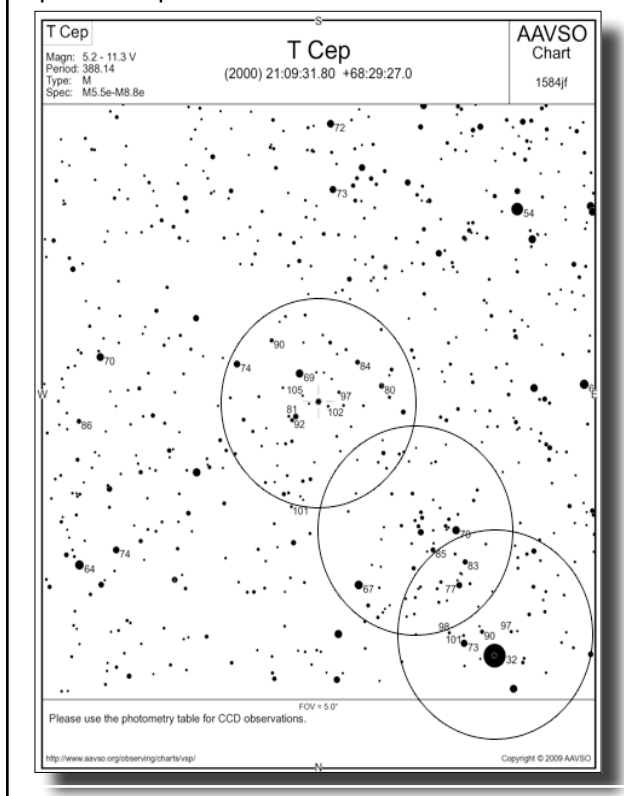 S
T Cep
Magn: 5.2 - 11.3 V
Period: 388.14
Type: M
Spec: M5.5e-M8.8e
T Cep
(2000) 21:09:31.80 +68:29:27.0
AAVSO
Chart
1584jf
72
73
54
90
74
84
70
69
80
105
97
W
E
102
81
86
92
101
70
85
74
83
64
67
77
98
97
101
90
73
32
FOV = 5.0°
Please use the photometry table for CCD observations.
http://www.aavso.org/observing/charts/vsp/
N
Copyright © 2009 AAVSO